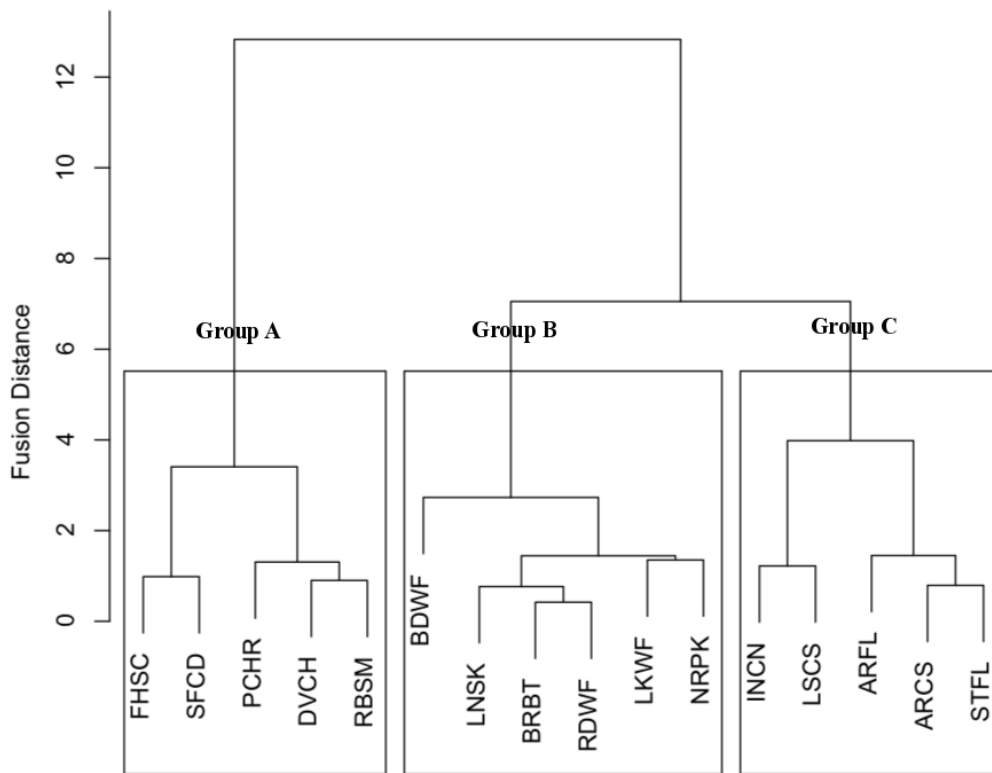 12
10
8
6
4
2
0
Fusion Distance
Group A
Group B
Group C
FHSC
SFCD
PCHR
DVCH
RBSM
BDWF
LNSK
BRBT
RDWF
LKWF
NRPK
INCN
LSCS
ARFL
ARCS
STFL